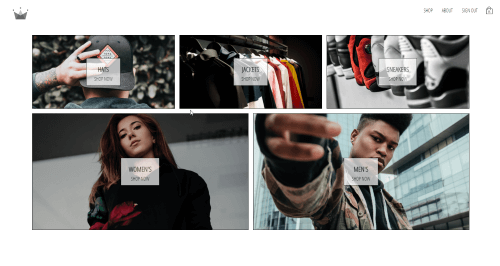 SHOP ABOUT SIGN OUT
HATS
SHOP NOW
JACKETS
SHOP NOW
SNEAKERS
SHOP NOW
WOMEN'S
SHOP NOW
MEN'S
SHOP NOW